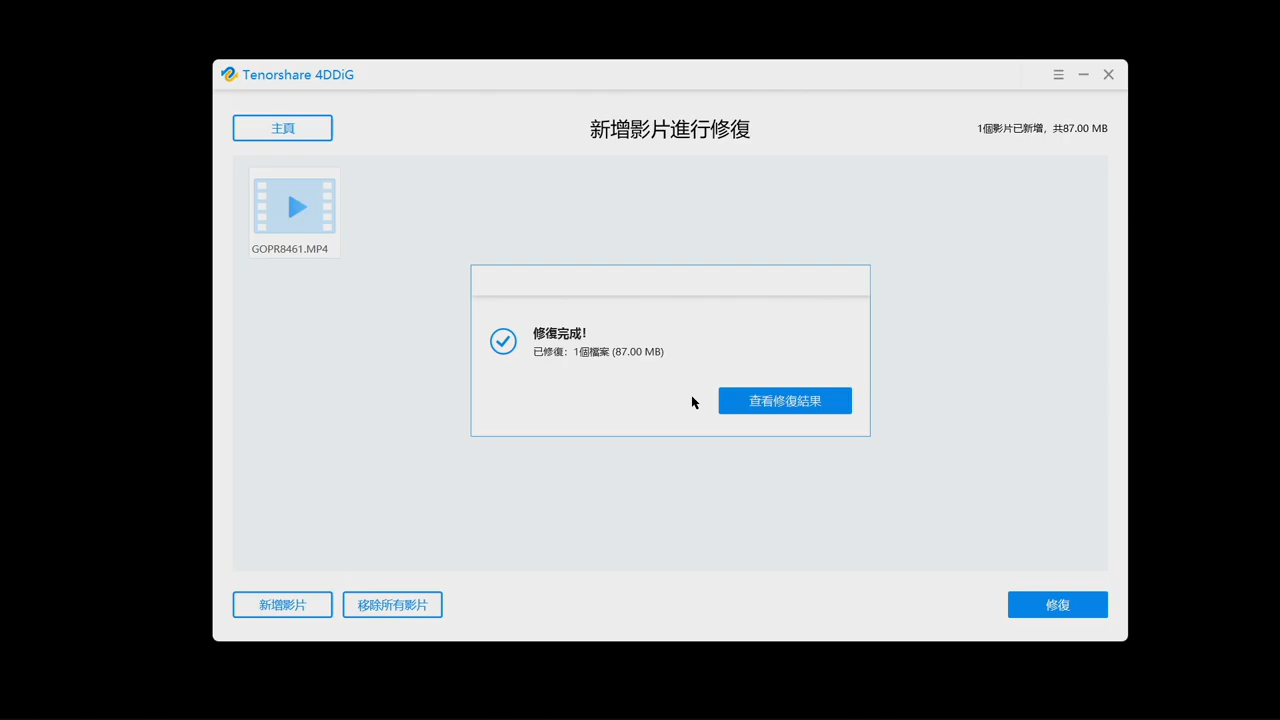 Tenorshare 4DDiG
主頁
新增影片進行修復
1個影片已新增，共87.00 MB
GOPR8461.MP4
修復完成！
已修復：1個檔案 (87.00 MB)
查看修復結果
新增影片
移除所有影片
修復